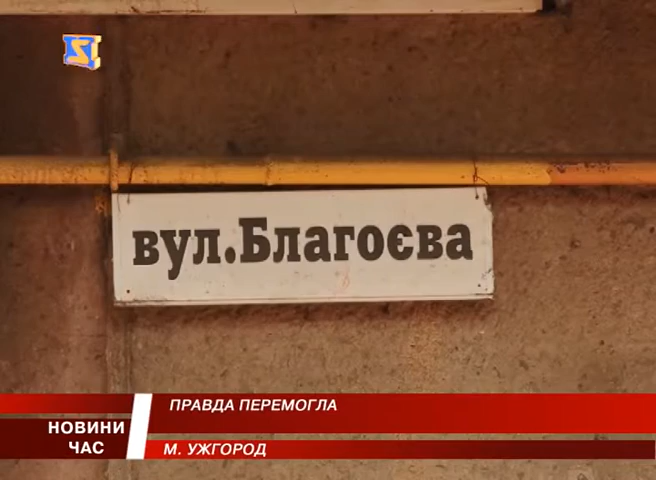 вул.Благоєва
ПРАВДА ПЕРЕМОГЛА
НОВИНИ
ЧАС
М. УЖГОРОД